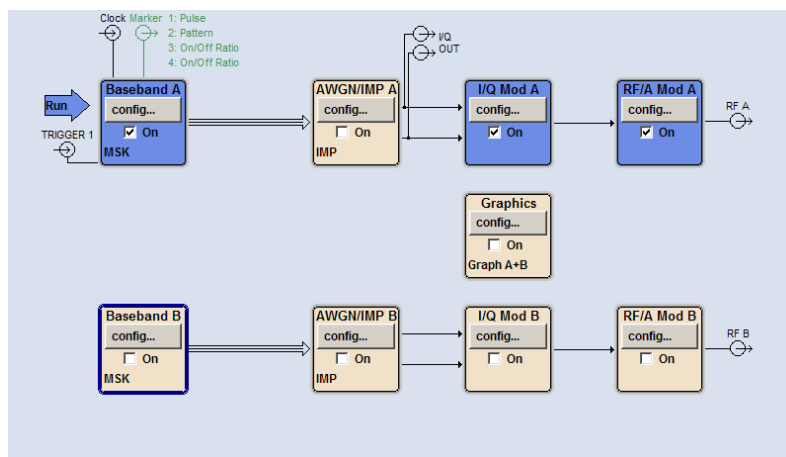 Clock Marker 1: Pulse
2: Pattern
3: On/Off Ratio
4: On/Off Ratio
I/Q
OUT
Run
TRIGGER 1
Baseband A
config...
On
MSK
AWGN/IMP A
config...
On
IMP
I/Q Mod A
config...
On
RF/A Mod A
config...
On
RF A
Graphics
config...
On
Graph A+B
Baseband B
config...
On
MSK
AWGN/IMP B
config...
On
IMP
I/Q Mod B
config...
On
RF/A Mod B
config...
On
RF B